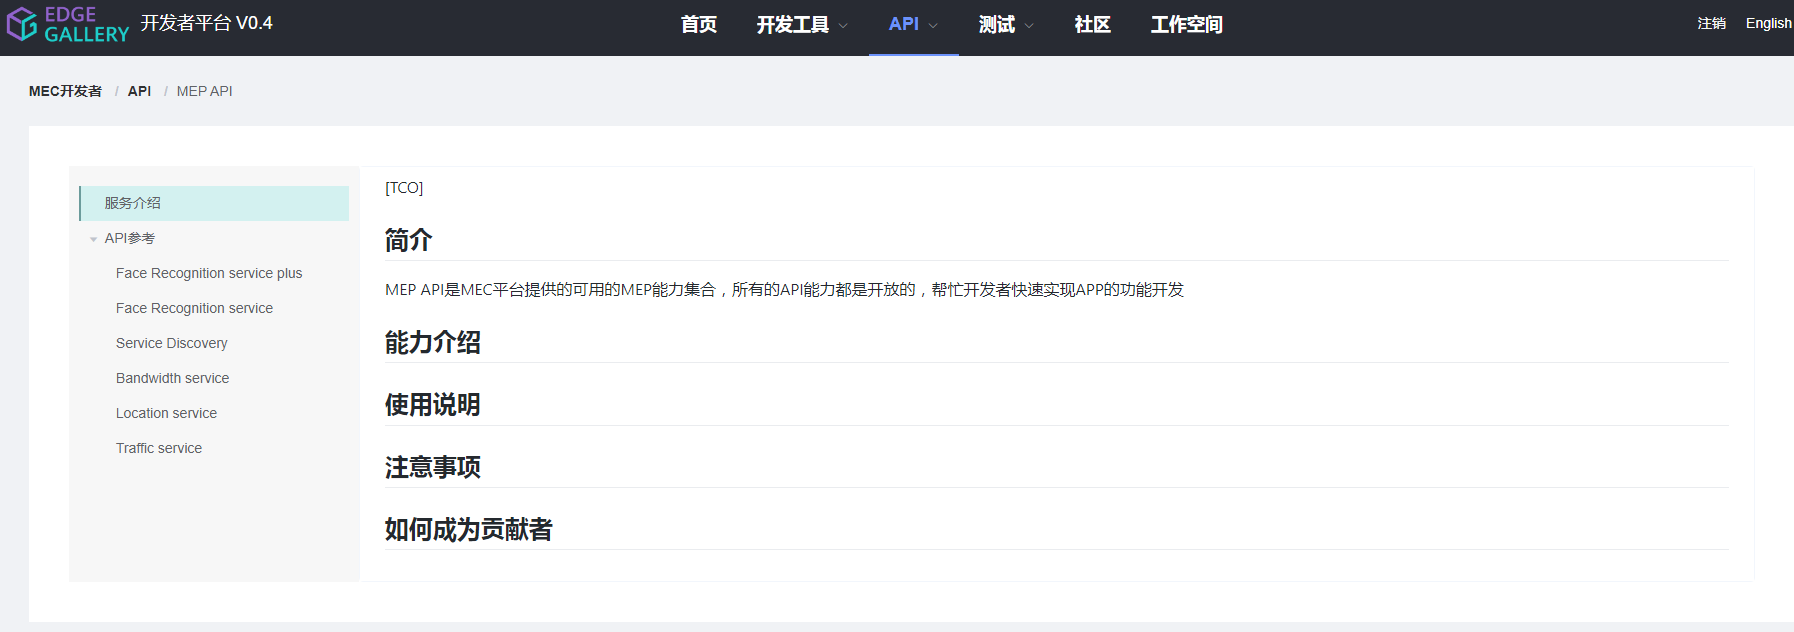 EDGE
GALLERY
开发者平台 V0.4
首页
开发工具
API
测试
社区
工作空间
注销
English
MEC开发者 / API / MEP API
服务介绍
API参考
Face Recognition service plus
Face Recognition service
Service Discovery
Bandwidth service
Location service
Traffic service
[TCO]
简介
MEP API是MEC平台提供的可用的MEP能力集合，所有的API能力都是开放的，帮忙开发者快速实现APP的功能开发
能力介绍
使用说明
注意事项
如何成为贡献者